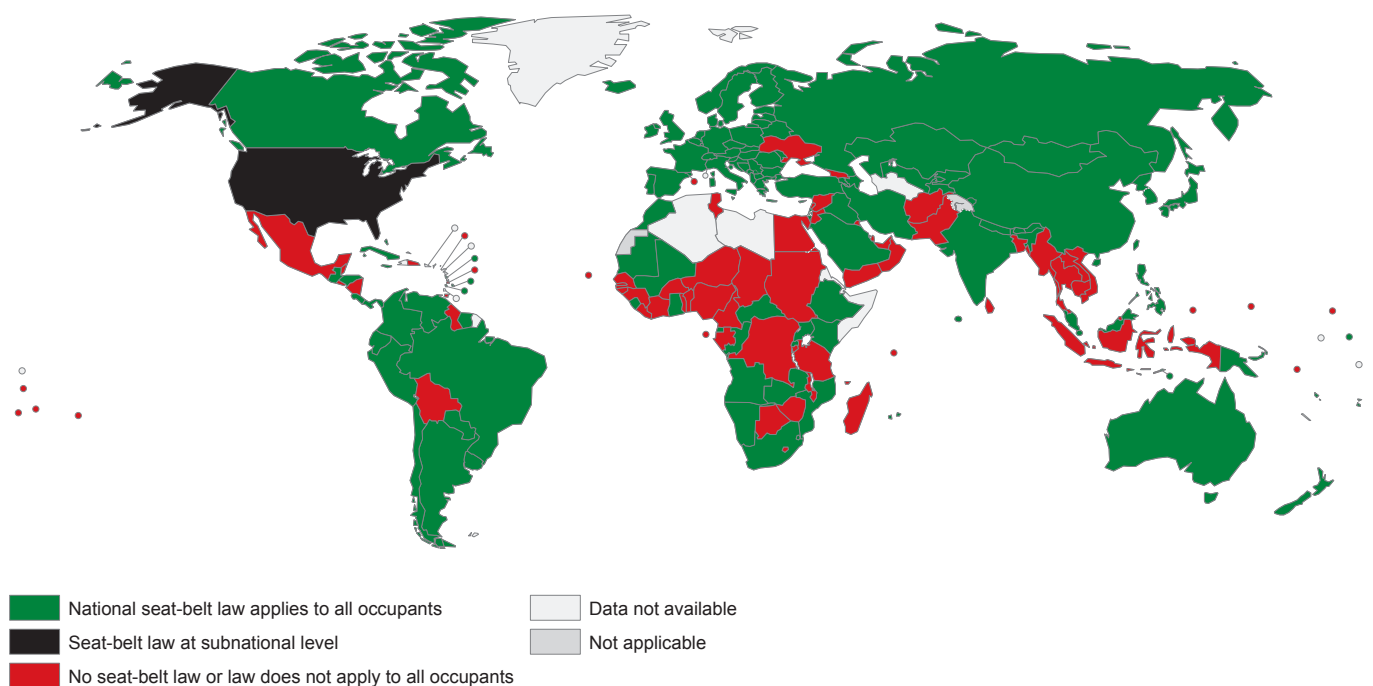 National seat-belt law applies to all occupants
Seat-belt law at subnational level
No seat-belt law or law does not apply to all occupants
Data not available
Not applicable